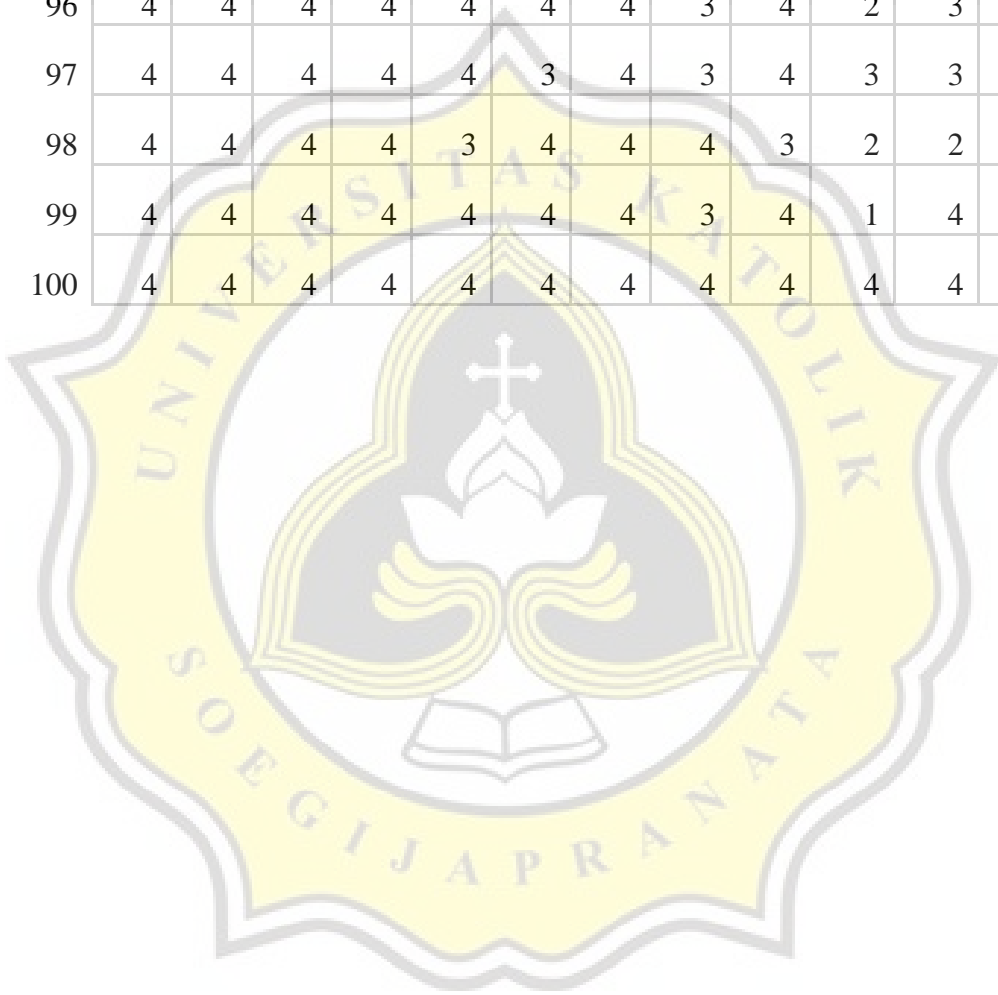 96 4 4 4 4 4 4 4 3 4 2 3
97 4 4 4 4 4 3 4 3 4 3 3
98 4 4 4 4 3 4 4 4 3 2 2
99 4 4 4 4 4 4 4 3 4 1 4
100 4 4 4 4 4 4 4 4 4 4 4
UNIVERSITAS KATOLIK
SOEGIJAPRANATA